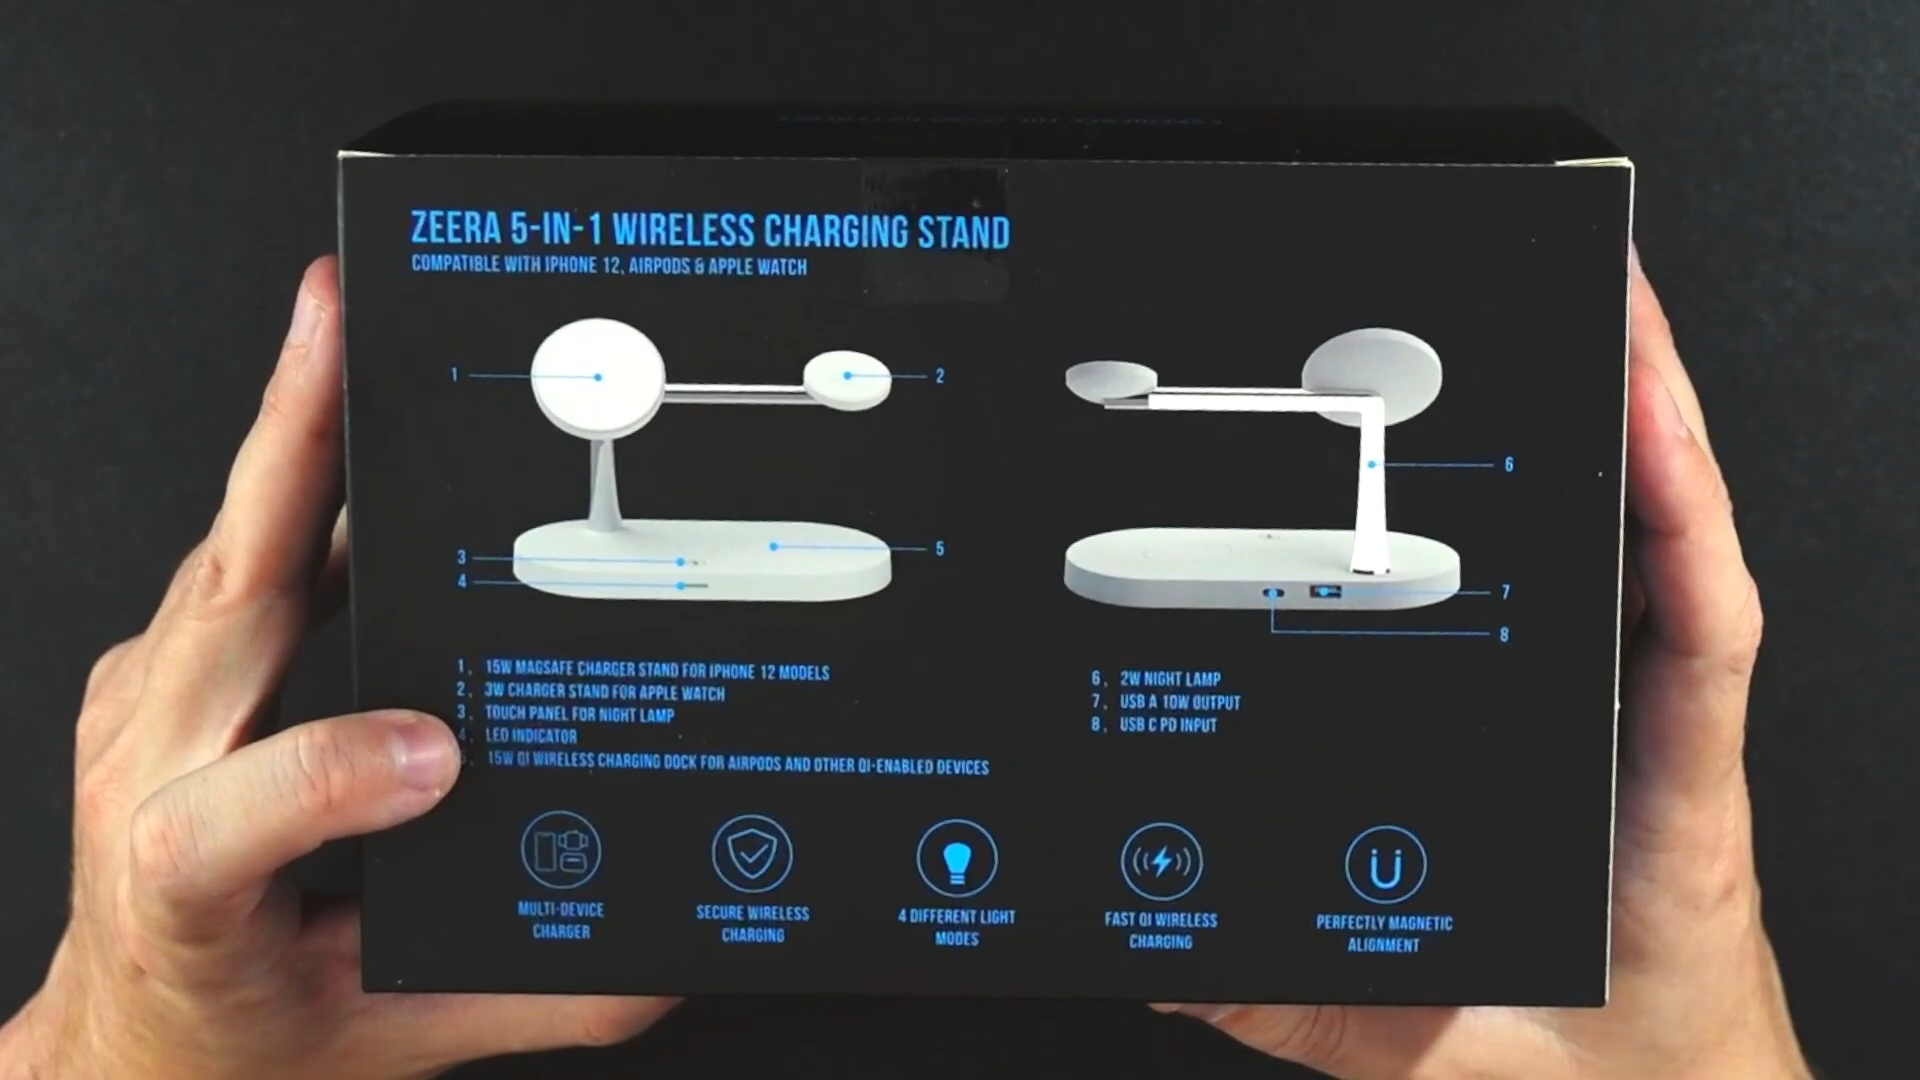 ZEERA 5-IN-1 WIRELESS CHARGING STAND
COMPATIBLE WITH IPHONE 12, AIRPODS & APPLE WATCH
1
2
3
4
5
6
7
8
1. 15W MAGSAFE CHARGER STAND FOR IPHONE 12 MODELS
2. 3W CHARGER STAND FOR APPLE WATCH
3. TOUCH PANEL FOR NIGHT LAMP
4. LED INDICATOR
5. 15W QI WIRELESS CHARGING DOCK FOR AIRPODS AND OTHER QI-ENABLED DEVICES
6. 2W NIGHT LAMP
7. USB A 10W OUTPUT
8. USB C PD INPUT
MULTI-DEVICE
CHARGER
SECURE WIRELESS
CHARGING
4 DIFFERENT LIGHT
MODES
FAST QI WIRELESS
CHARGING
PERFECTLY MAGNETIC
ALIGNMENT